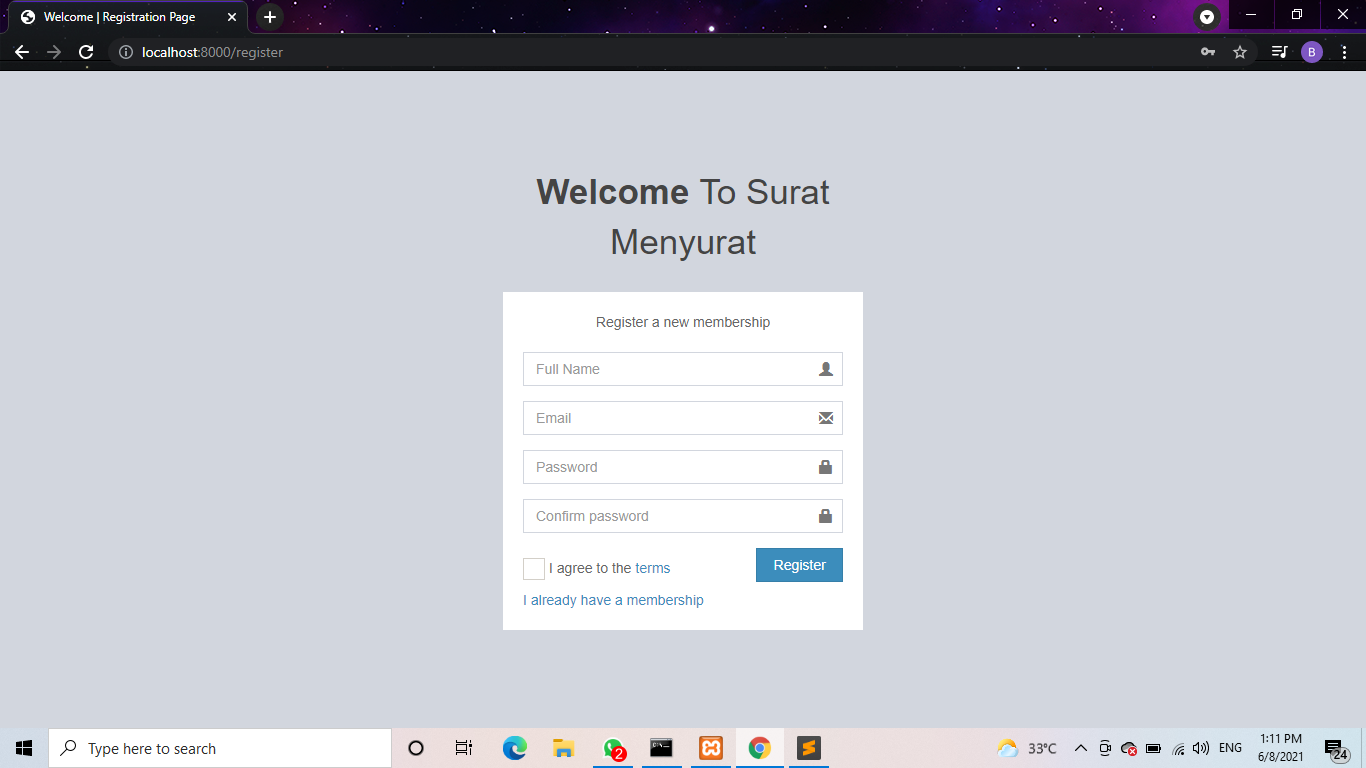 Welcome | Registration Page
localhost:8000/register
B
Welcome To Surat
Menyurat
Register a new membership
Full Name
Email
Password
Confirm password
I agree to the terms
Register
I already have a membership
Type here to search
2
33°C
ENG
1:11 PM
6/8/2021
24